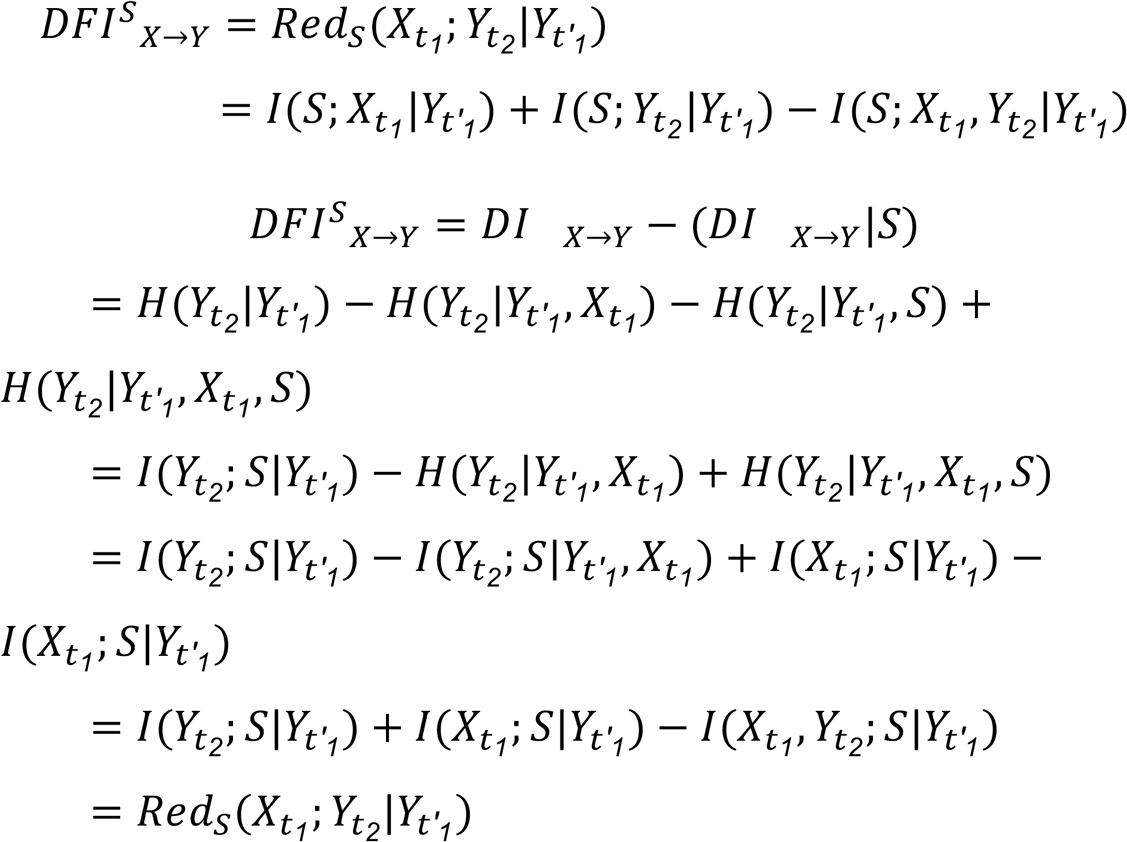 DFI^S_{X→Y} = Red_S(X_{t_1}; Y_{t_2}|Y_{t'_1})
= I(S; X_{t_1}|Y_{t'_1}) + I(S; Y_{t_2}|Y_{t'_1}) − I(S; X_{t_1}, Y_{t_2}|Y_{t'_1})
DFI^S_{X→Y} = DI_{X→Y} − (DI_{X→Y}|S)
= H(Y_{t_2}|Y_{t'_1}) − H(Y_{t_2}|Y_{t'_1}, X_{t_1}) − H(Y_{t_2}|Y_{t'_1}, S) +
H(Y_{t_2}|Y_{t'_1}, X_{t_1}, S)
= I(Y_{t_2}; S|Y_{t'_1}) − H(Y_{t_2}|Y_{t'_1}, X_{t_1}) + H(Y_{t_2}|Y_{t'_1}, X_{t_1}, S)
= I(Y_{t_2}; S|Y_{t'_1}) − I(Y_{t_2}; S|Y_{t'_1}, X_{t_1}) + I(X_{t_1}; S|Y_{t'_1}) −
I(X_{t_1}; S|Y_{t'_1})
= I(Y_{t_2}; S|Y_{t'_1}) + I(X_{t_1}; S|Y_{t'_1}) − I(X_{t_1}, Y_{t_2}; S|Y_{t'_1})
= Red_S(X_{t_1}; Y_{t_2}|Y_{t'_1})